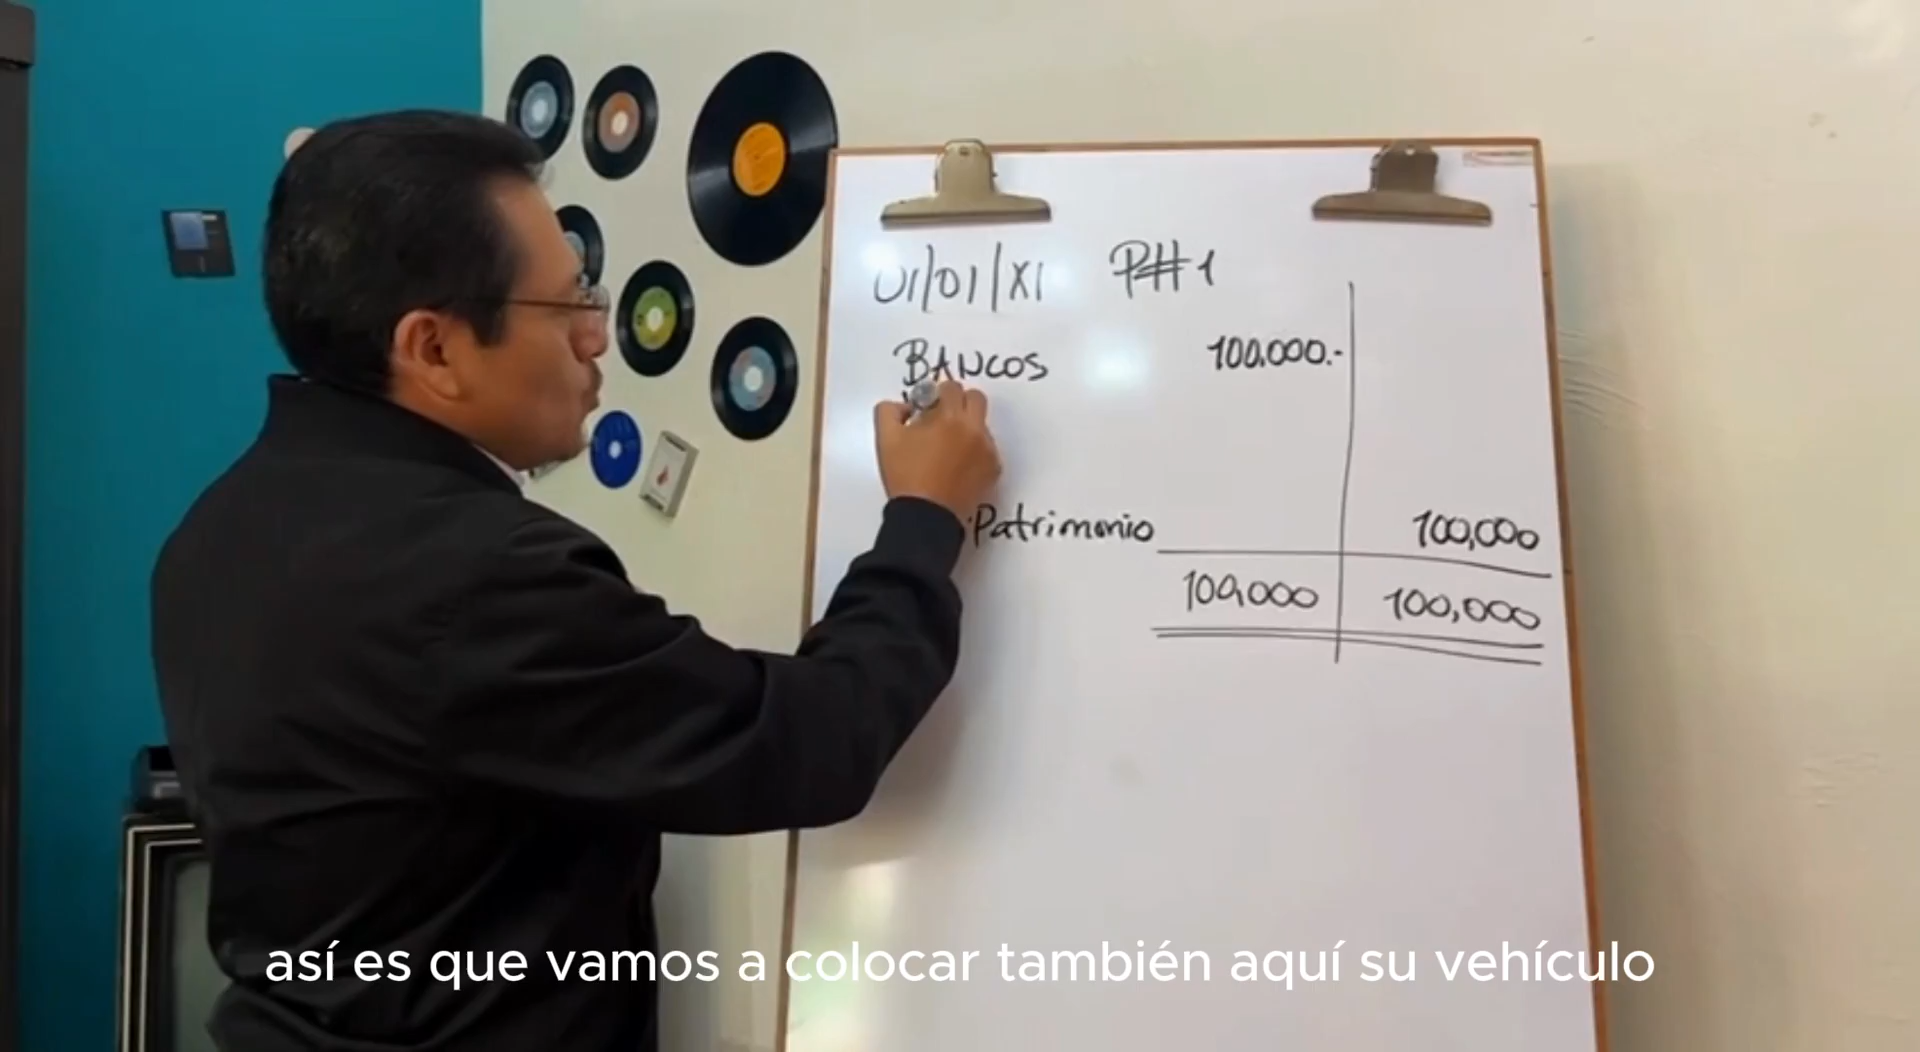 01/01/X1 P#1
BANCOS 100,000.-
Patrimonio 100,000
100,000 100,000
así es que vamos a colocar también aquí su vehículo